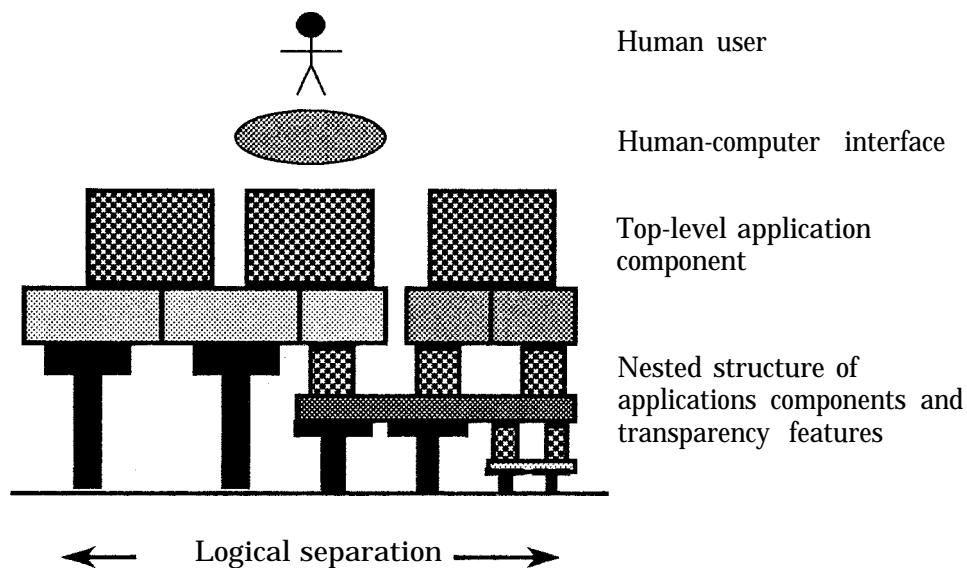 Human user
Human-computer interface
Top-level application
component
Nested structure of
applications components and
transparency features
Logical separation